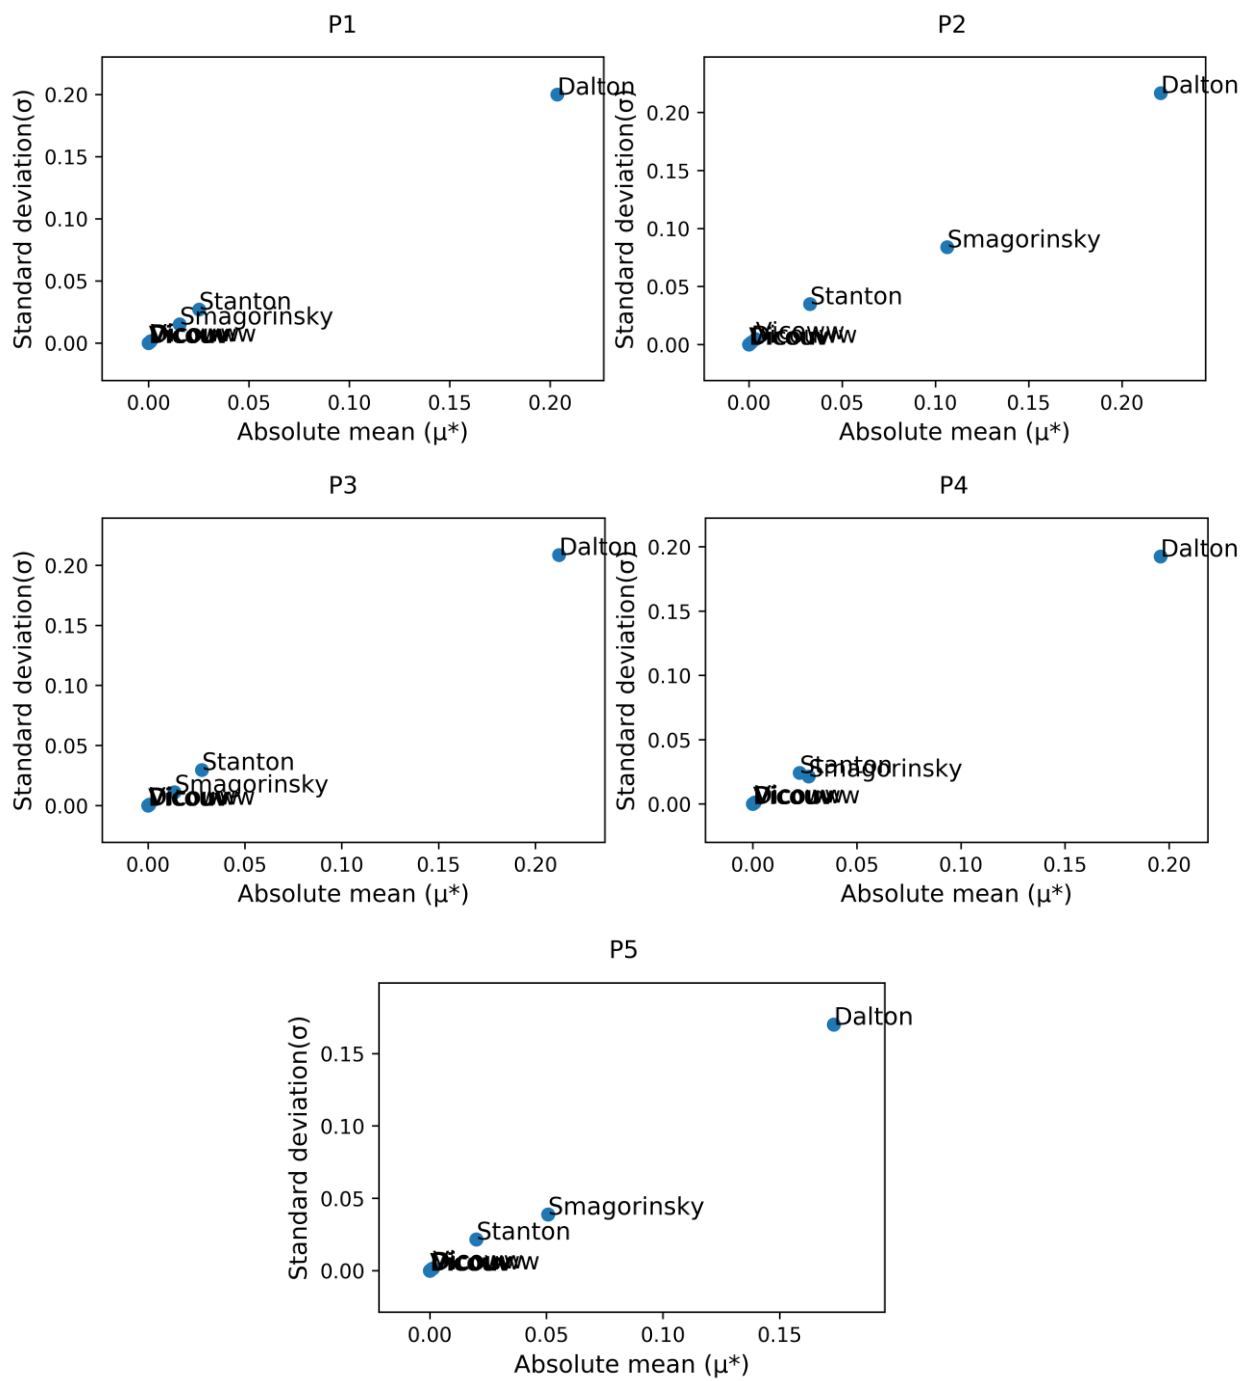 P1
Standard deviation(σ)
0.20
0.15
0.10
0.05
0.00
Dalton
Stanton
Smagorinsky
0.00 0.05 0.10 0.15 0.20
Absolute mean (μ*)
P2
Standard deviation(σ)
0.20
0.15
0.10
0.05
0.00
Dalton
Smagorinsky
Stanton
0.00 0.05 0.10 0.15 0.20
Absolute mean (μ*)
P3
Standard deviation(σ)
0.20
0.15
0.10
0.05
0.00
Dalton
Stanton
Smagorinsky
0.00 0.05 0.10 0.15 0.20
Absolute mean (μ*)
P4
Standard deviation(σ)
0.20
0.15
0.10
0.05
0.00
Dalton
Stanton
Smagorinsky
0.00 0.05 0.10 0.15 0.20
Absolute mean (μ*)
P5
Standard deviation(σ)
0.15
0.10
0.05
0.00
Dalton
Smagorinsky
Stanton
0.00 0.05 0.10 0.15
Absolute mean (μ*)